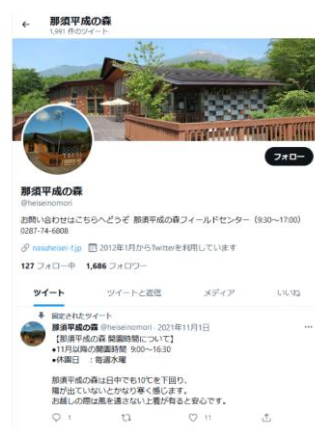 那須平成の森
1,991 件のツイート
フォロー
那須平成の森
@heiseinomori
お問い合わせはこちらへどうぞ 那須平成の森フィールドセンター（9:30～17:00）
0287-74-6808
nasuheisei-f.jp 2012年1月からTwitterを利用しています
127 フォロー中 1,686 フォロワー
ツイート ツイートと返信 メディア いいね
固定されたツイート
那須平成の森 @heiseinomori · 2021年11月1日
【那須平成の森 開園時間について】
●11月以降の開園時間 9:00～16:30
●休園日 ：毎週水曜
那須平成の森は日中でも10℃を下回り、
陽が出ていないとかなり寒く感じます。
お越しの際は風を通さない上着が有ると安心です。
1 11